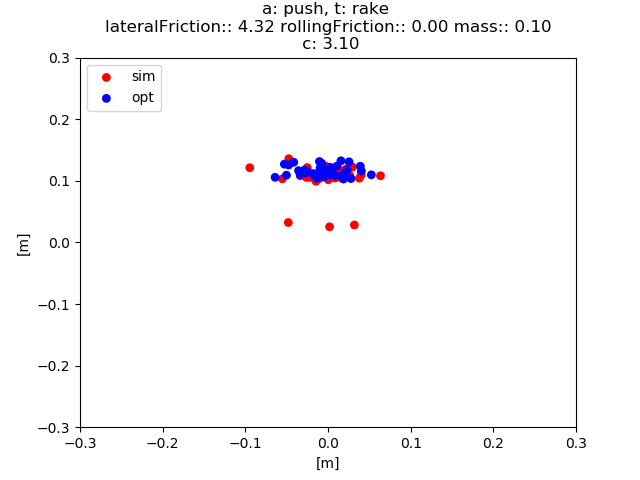 a: push, t: rake
lateralFriction:: 4.32 rollingFriction:: 0.00 mass:: 0.10
c: 3.10
sim
opt
0.3
0.2
0.1
0.0
−0.1
−0.2
−0.3
[m]
−0.3
−0.2
−0.1
0.0
0.1
0.2
0.3
[m]